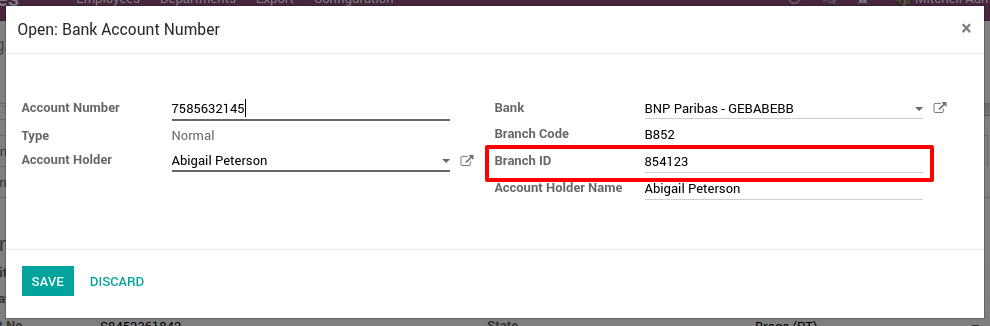 Employees Departments Export Configuration
Open: Bank Account Number ×
Account Number 7585632145
Bank BNP Paribas - GEBABEBB
Type Normal
Branch Code B852
Account Holder Abigail Peterson
Branch ID 854123
Account Holder Name Abigail Peterson
SAVE DISCARD
State